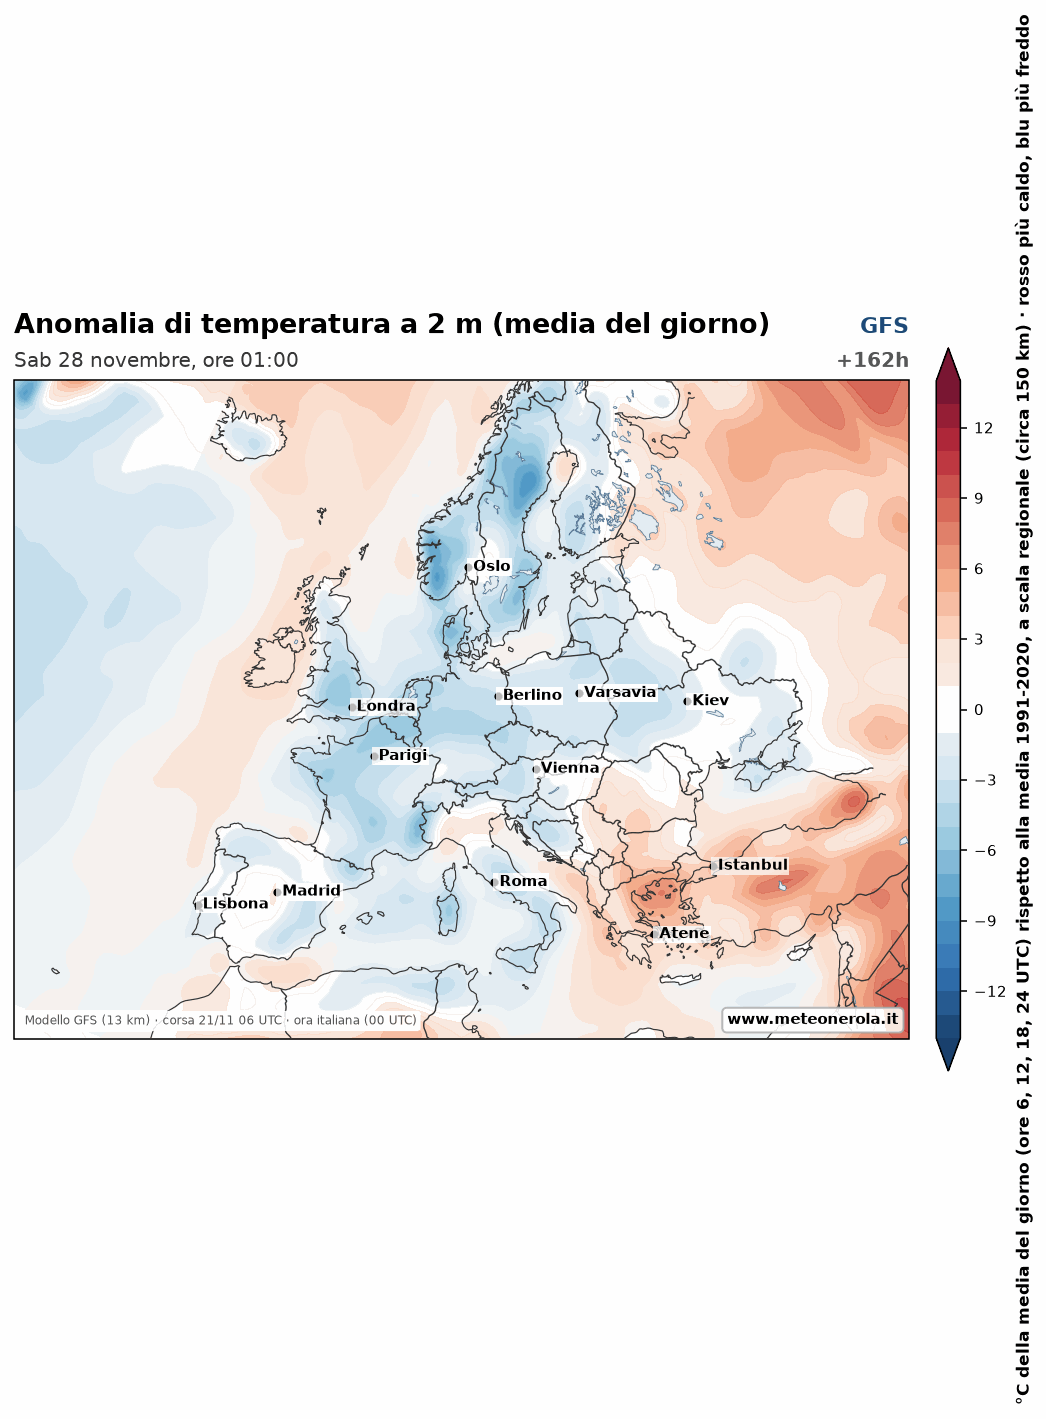 Anomalia di temperatura a 2 m (media del giorno)
GFS
Sab 28 novembre, ore 01:00
+162h
Oslo
Berlino
Varsavia
Kiev
Londra
Parigi
Vienna
Istanbul
Roma
Madrid
Lisbona
Atene
Modello GFS (13 km) · corsa 21/11 06 UTC · ora italiana (00 UTC)
www.meteonerola.it
12
9
6
3
0
−3
−6
−9
−12
°C della media del giorno (ore 6, 12, 18, 24 UTC) rispetto alla media 1991-2020, a scala regionale (circa 150 km) · rosso più caldo, blu più freddo